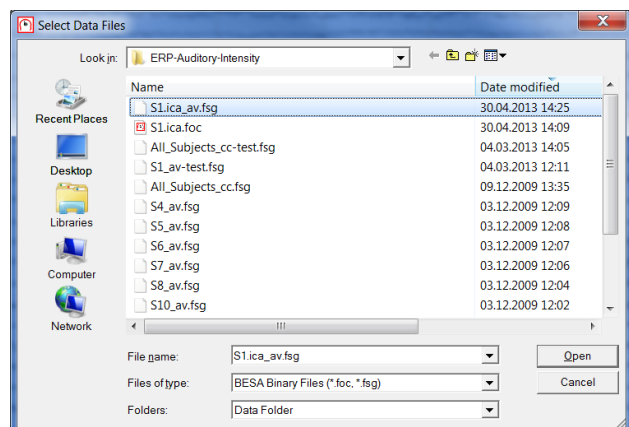 Select Data Files
Look in: ERP-Auditory-Intensity
Name Date modified
S1.ica_av.fsg 30.04.2013 14:25
S1.ica.foc 30.04.2013 14:09
All_Subjects_cc-test.fsg 04.03.2013 14:05
S1_av-test.fsg 04.03.2013 12:11
All_Subjects_cc.fsg 09.12.2009 13:35
S4_av.fsg 03.12.2009 12:09
S5_av.fsg 03.12.2009 12:08
S6_av.fsg 03.12.2009 12:07
S7_av.fsg 03.12.2009 12:06
S8_av.fsg 03.12.2009 12:04
S10_av.fsg 03.12.2009 12:02
Recent Places
Desktop
Libraries
Computer
Network
File name: S1.ica_av.fsg Open
Files of type: BESA Binary Files (*.foc, *.fsg) Cancel
Folders: Data Folder